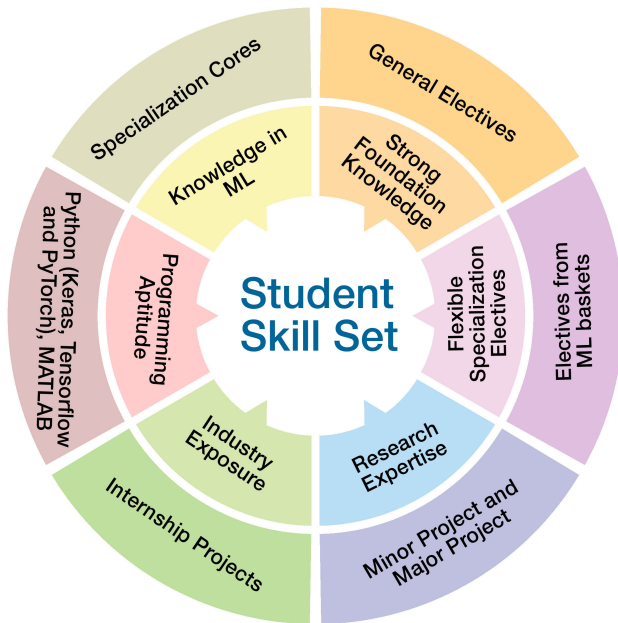 Student
Skill Set
General Electives
Strong
Foundation
Knowledge
Electives from
ML baskets
Flexible
Specialization
Electives
Minor Project and
Major Project
Research
Expertise
Internship Projects
Industry
Exposure
Python (Keras, Tensorflow
and PyTorch), MATLAB
Programming
Aptitude
Specialization Cores
Knowledge in
ML